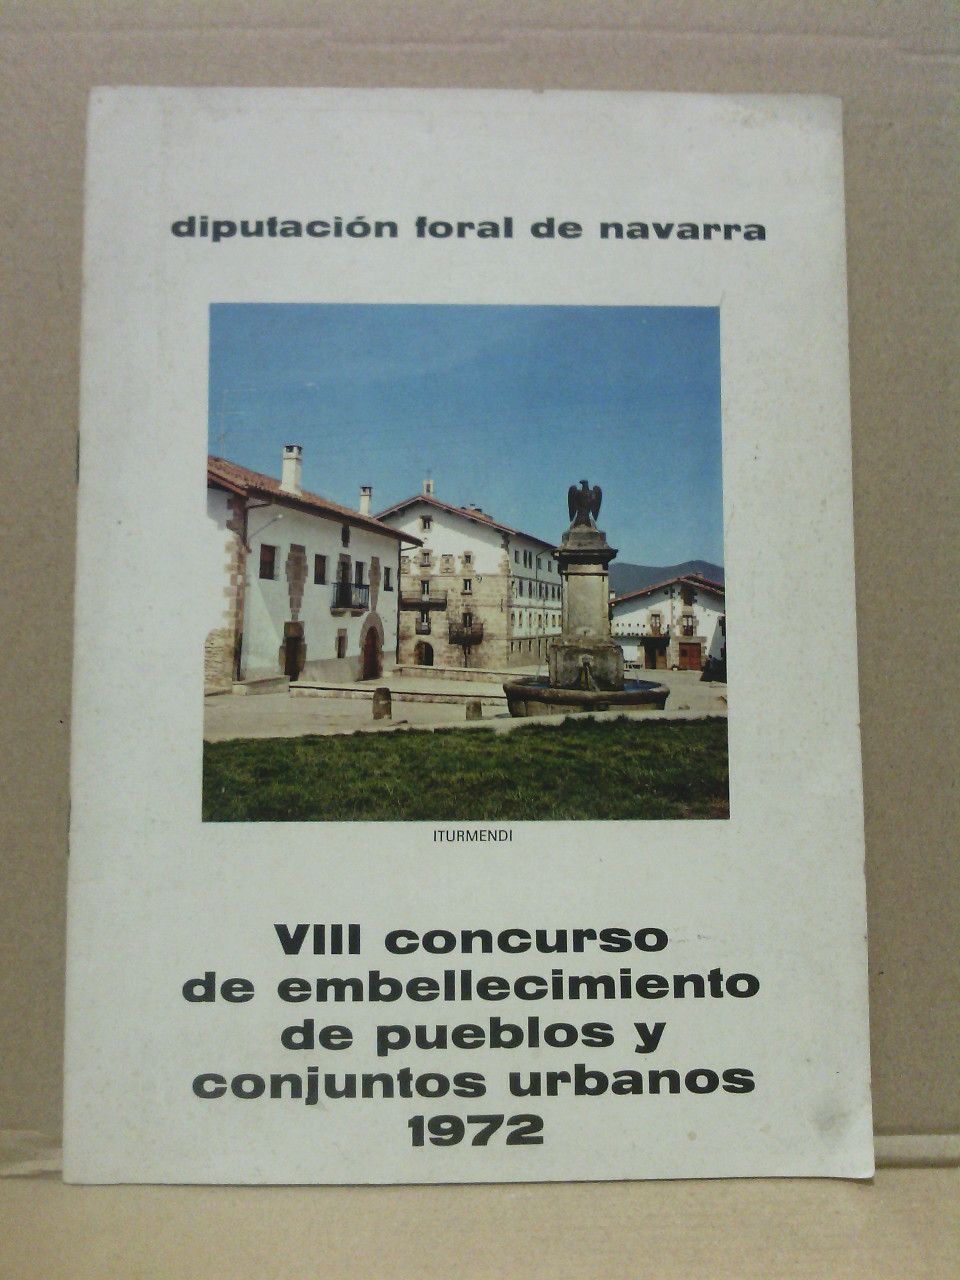 diputación foral de navarra
ITURMENDI
VIII concurso
de embellecimiento
de pueblos y
conjuntos urbanos
1972